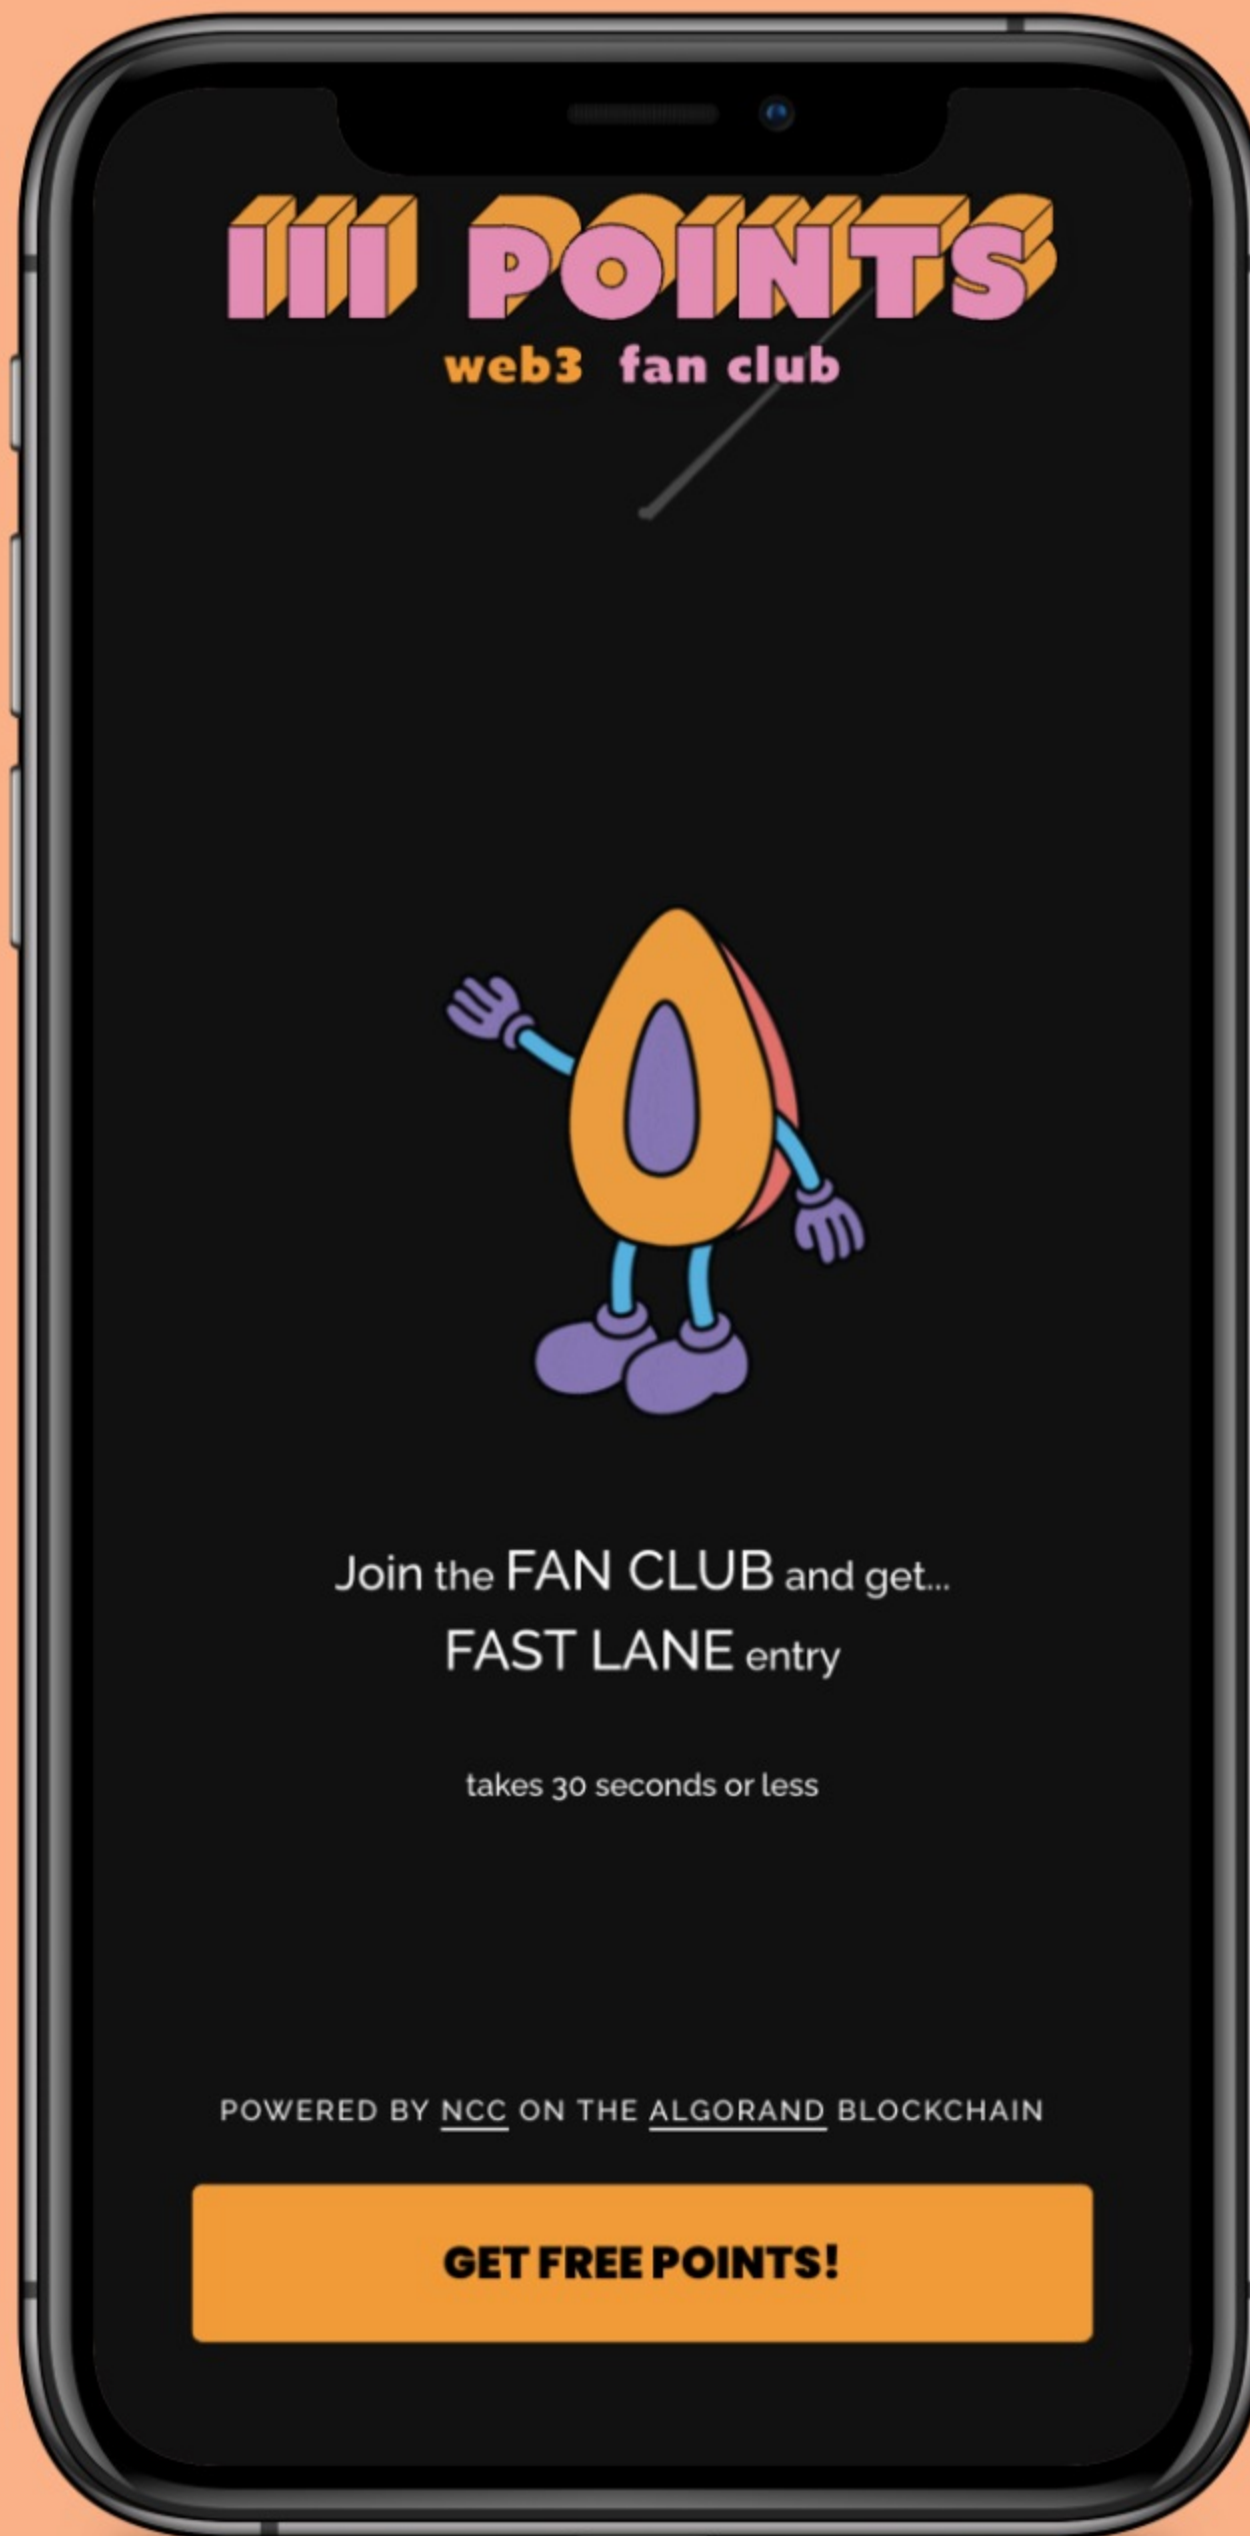 III POINTS
web3 fan club
Join the FAN CLUB and get...
FAST LANE entry
takes 30 seconds or less
POWERED BY NCC ON THE ALGORAND BLOCKCHAIN
GET FREE POINTS!